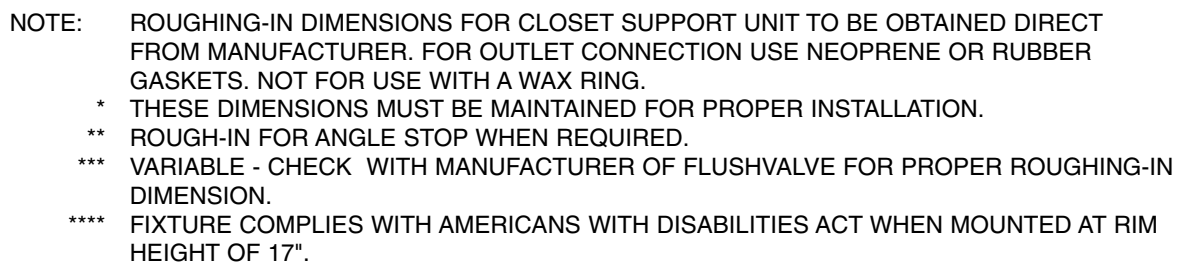 NOTE: ROUGHING-IN DIMENSIONS FOR CLOSET SUPPORT UNIT TO BE OBTAINED DIRECT
FROM MANUFACTURER. FOR OUTLET CONNECTION USE NEOPRENE OR RUBBER
GASKETS. NOT FOR USE WITH A WAX RING.
* THESE DIMENSIONS MUST BE MAINTAINED FOR PROPER INSTALLATION.
** ROUGH-IN FOR ANGLE STOP WHEN REQUIRED.
*** VARIABLE - CHECK WITH MANUFACTURER OF FLUSHVALVE FOR PROPER ROUGHING-IN
DIMENSION.
**** FIXTURE COMPLIES WITH AMERICANS WITH DISABILITIES ACT WHEN MOUNTED AT RIM
HEIGHT OF 17".